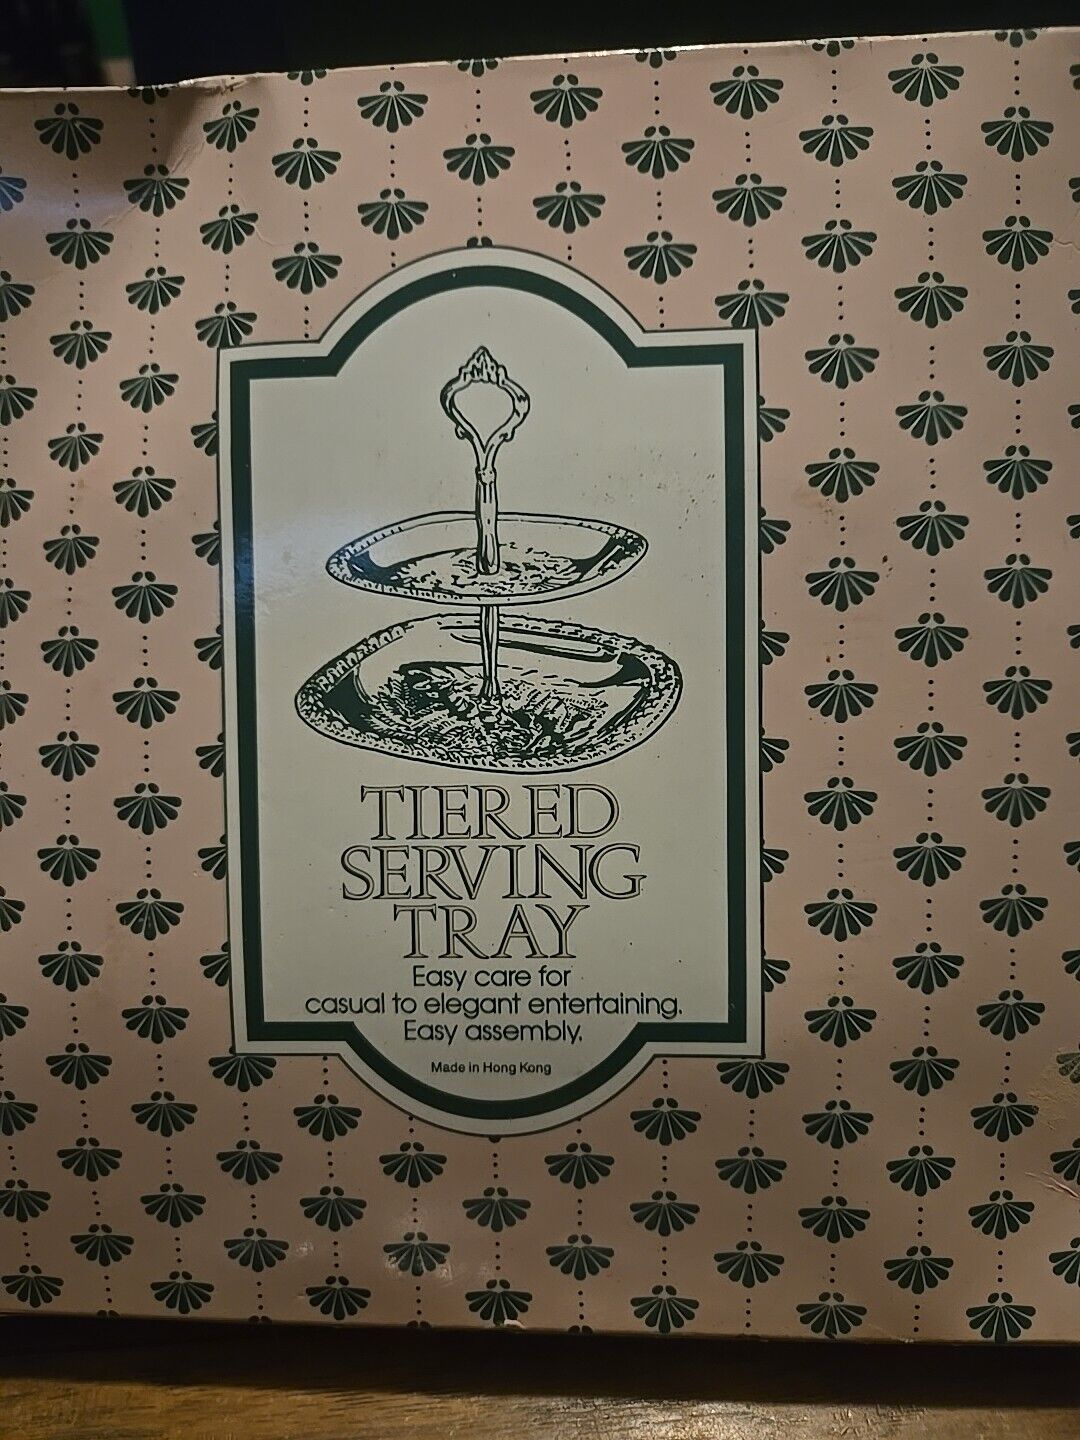 TIERED
SERVING
TRAY
Easy care for
casual to elegant entertaining.
Easy assembly.
Made in Hong Kong